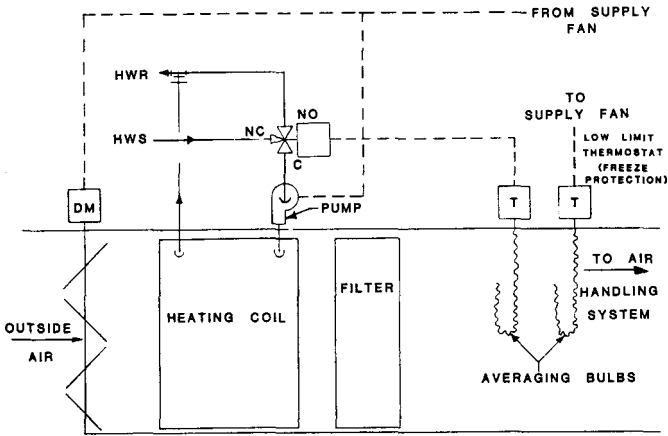 FROM SUPPLY
FAN
HWR
NO
TO
SUPPLY FAN
HWS
NC
LOW LIMIT
THERMOSTAT
(FREEZE
PROTECTION)
C
DM
PUMP
T
T
TO AIR
HANDLING
SYSTEM
OUTSIDE
AIR
HEATING COIL
FILTER
AVERAGING BULBS